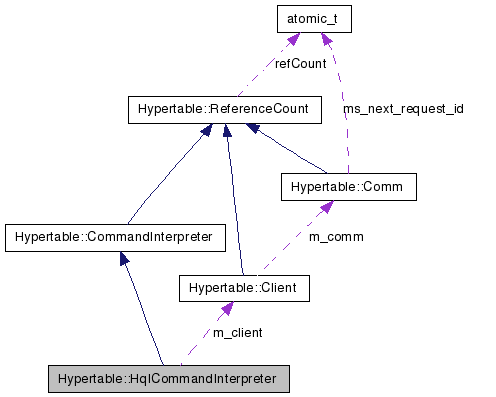 atomic_t
refCount
Hypertable::ReferenceCount
ms_next_request_id
Hypertable::Comm
Hypertable::CommandInterpreter
m_comm
Hypertable::Client
m_client
Hypertable::HqlCommandInterpreter